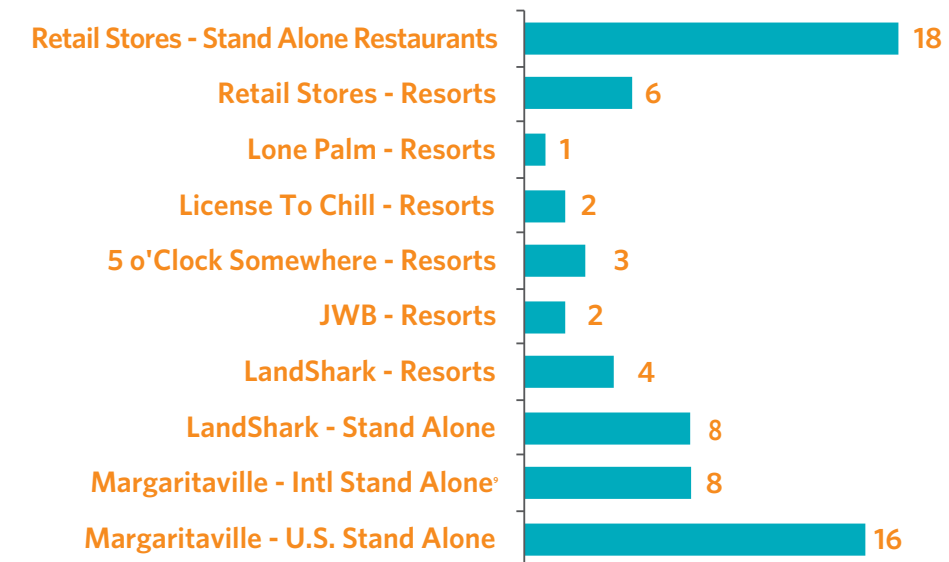 Retail Stores - Stand Alone Restaurants 18
Retail Stores - Resorts 6
Lone Palm - Resorts 1
License To Chill - Resorts 2
5 o'Clock Somewhere - Resorts 3
JWB - Resorts 2
LandShark - Resorts 4
LandShark - Stand Alone 8
Margaritaville - Intl Stand Alone⁹ 8
Margaritaville - U.S. Stand Alone 16